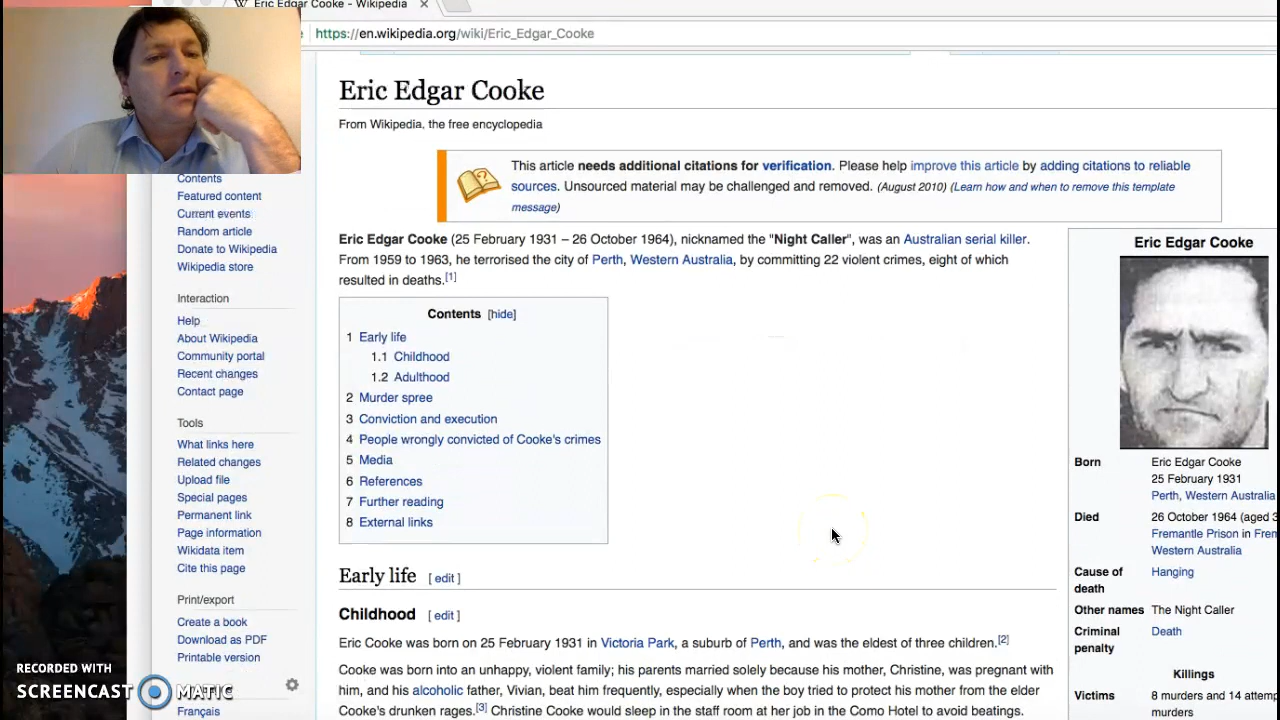 Eric Edgar Cooke - Wikipedia
https://en.wikipedia.org/wiki/Eric_Edgar_Cooke
Eric Edgar Cooke
From Wikipedia, the free encyclopedia
This article needs additional citations for verification. Please help improve this article by adding citations to reliable
sources. Unsourced material may be challenged and removed. (August 2010) (Learn how and when to remove this template
message)
Contents
Featured content
Current events
Random article
Donate to Wikipedia
Wikipedia store
Interaction
Help
About Wikipedia
Community portal
Recent changes
Contact page
Tools
What links here
Related changes
Upload file
Special pages
Permanent link
Page information
Wikidata item
Cite this page
Print/export
Create a book
Download as PDF
Printable version
Français
Eric Edgar Cooke (25 February 1931 – 26 October 1964), nicknamed the "Night Caller", was an Australian serial killer.
From 1959 to 1963, he terrorised the city of Perth, Western Australia, by committing 22 violent crimes, eight of which
resulted in deaths.[1]
Contents [hide]
1 Early life
1.1 Childhood
1.2 Adulthood
2 Murder spree
3 Conviction and execution
4 People wrongly convicted of Cooke's crimes
5 Media
6 References
7 Further reading
8 External links
Early life [ edit ]
Childhood [ edit ]
Eric Cooke was born on 25 February 1931 in Victoria Park, a suburb of Perth, and was the eldest of three children.[2]
Cooke was born into an unhappy, violent family; his parents married solely because his mother, Christine, was pregnant with
him, and his alcoholic father, Vivian, beat him frequently, especially when the boy tried to protect his mother from the elder
Cooke's drunken rages.[3] Christine Cooke would sleep in the staff room at her job in the Como Hotel to avoid beatings.
Eric Edgar Cooke
Born Eric Edgar Cooke
25 February 1931
Perth, Western Australia
Died 26 October 1964 (aged 3
Fremantle Prison in Frem
Western Australia
Cause of Hanging
death
Other names The Night Caller
Criminal Death
penalty
Killings
Victims 8 murders and 14 attemp
murders
RECORDED WITH
SCREENCAST MATIC